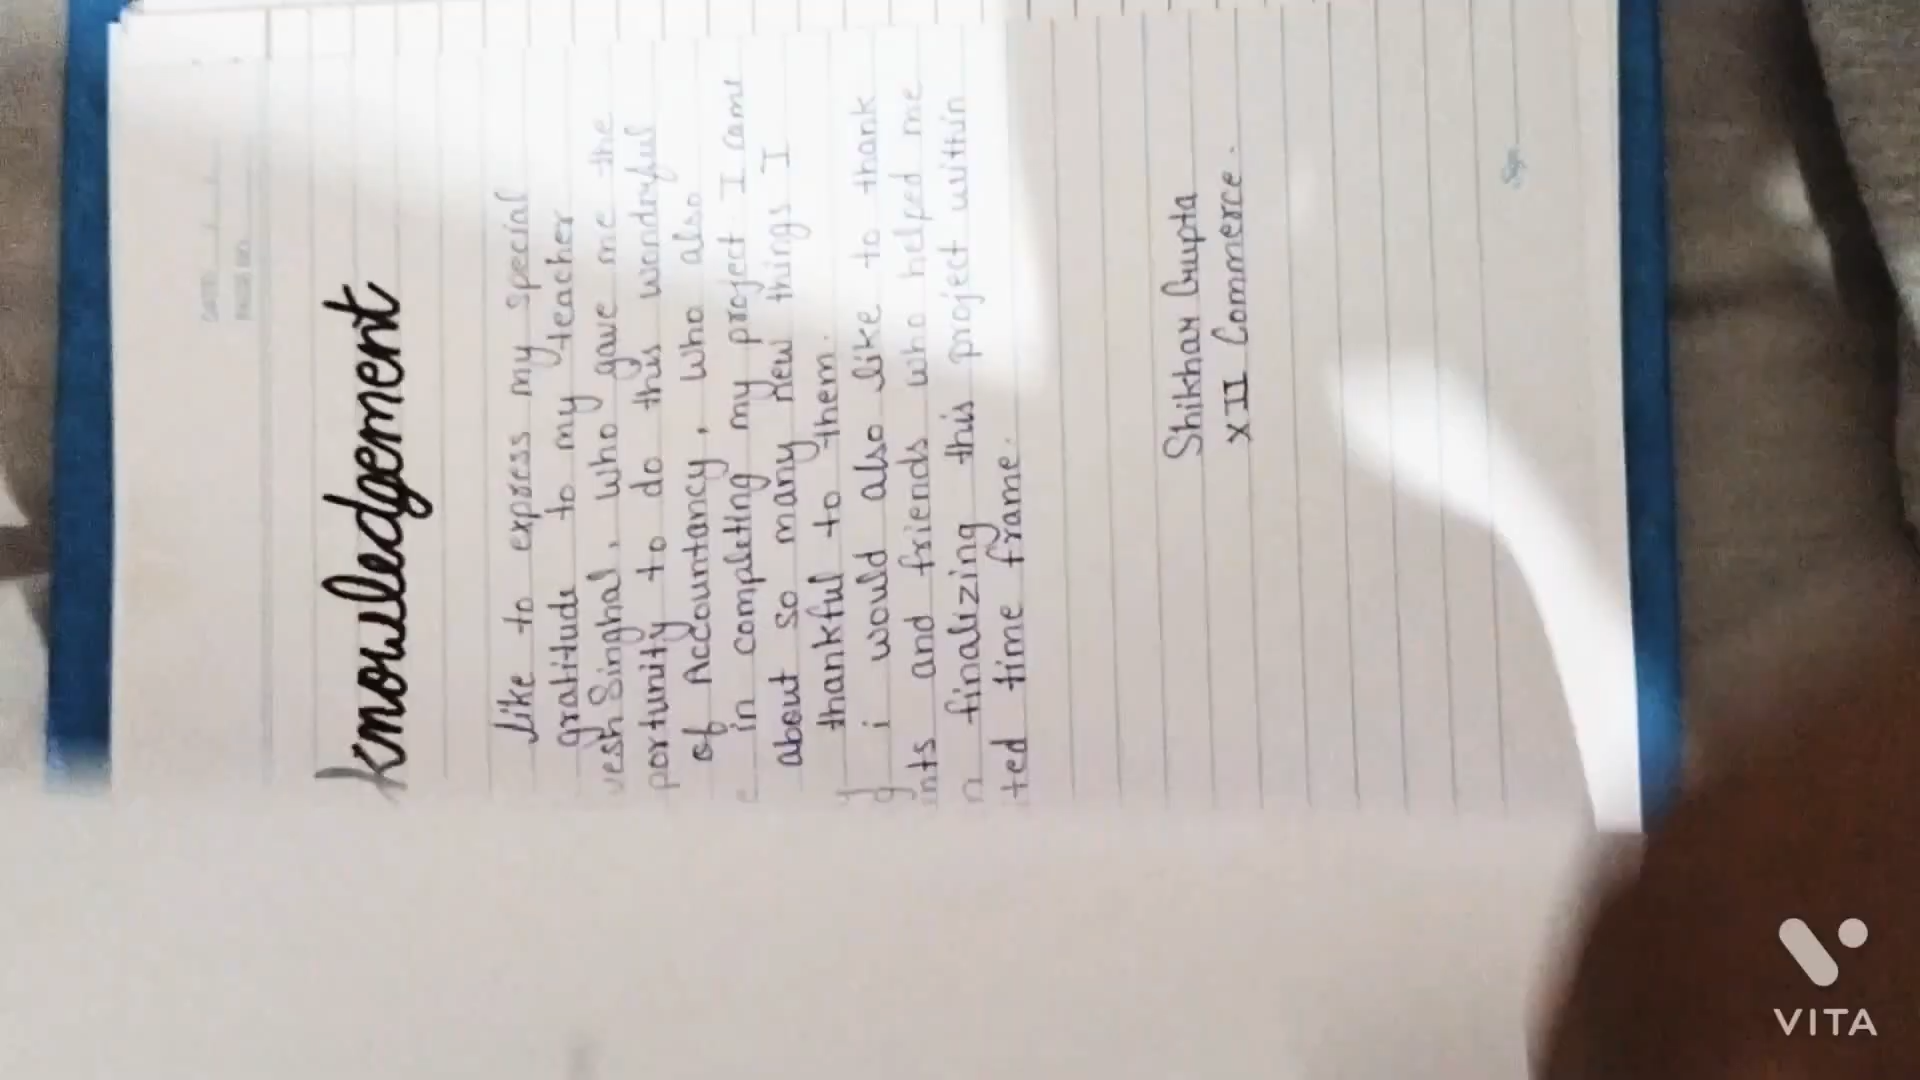 knowledgement
Like to express my special
gratitude to my teacher
vesh Singhal, who gave me the
portunity to do this wonderful
of Accountancy, who also
in completing my project I came
about so many new things I
thankful to them.
i would also like to thank
nts and friends who helped me
n finalizing this project within
ted time frame.
Shikhar Gupta
XII Commerce.
VITA